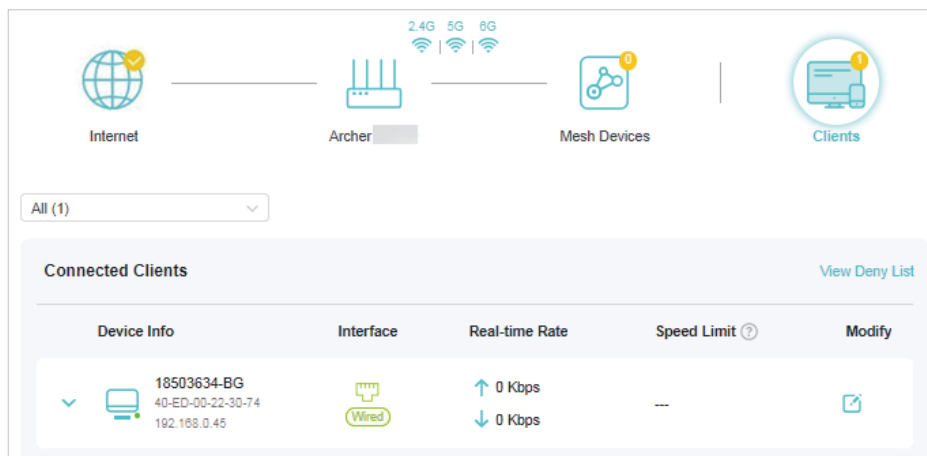 2.4G 5G 6G
0
1
Internet
Archer
Mesh Devices
Clients
All (1)
Connected Clients
View Deny List
Device Info
Interface
Real-time Rate
Speed Limit ?
Modify
18503634-BG
40-ED-00-22-30-74
192.168.0.45
Wired
0 Kbps
0 Kbps
---